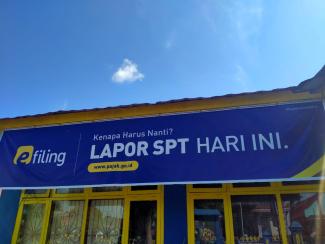 Kenapa Harus Nanti?
efiling
LAPOR SPT HARI INI.
www.pajak.go.id